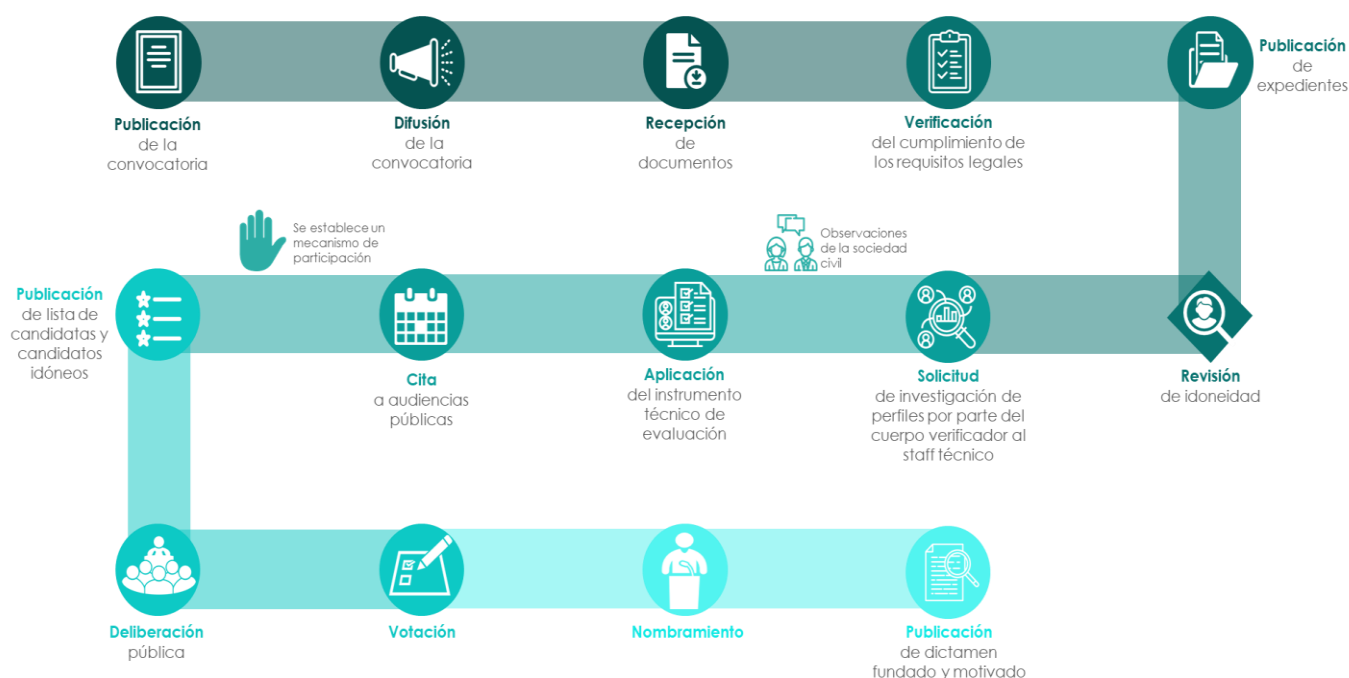 Publicación
de la
convocatoria
Difusión
de la
convocatoria
Recepción
de
documentos
Verificación
del cumplimiento de
los requisitos legales
Publicación
de
expedientes
Se establece un
mecanismo de
participación
Observaciones
de la sociedad
civil
Revisión
de idoneidad
Solicitud
de investigación de
perfiles por parte del
cuerpo verificador al
staff técnico
Aplicación
del instrumento
técnico de
evaluación
Cita
a audiencias
públicas
Publicación
de lista de
candidatas y
candidatos
idóneos
Deliberación
pública
Votación
Nombramiento
Publicación
de dictamen
fundado y motivado